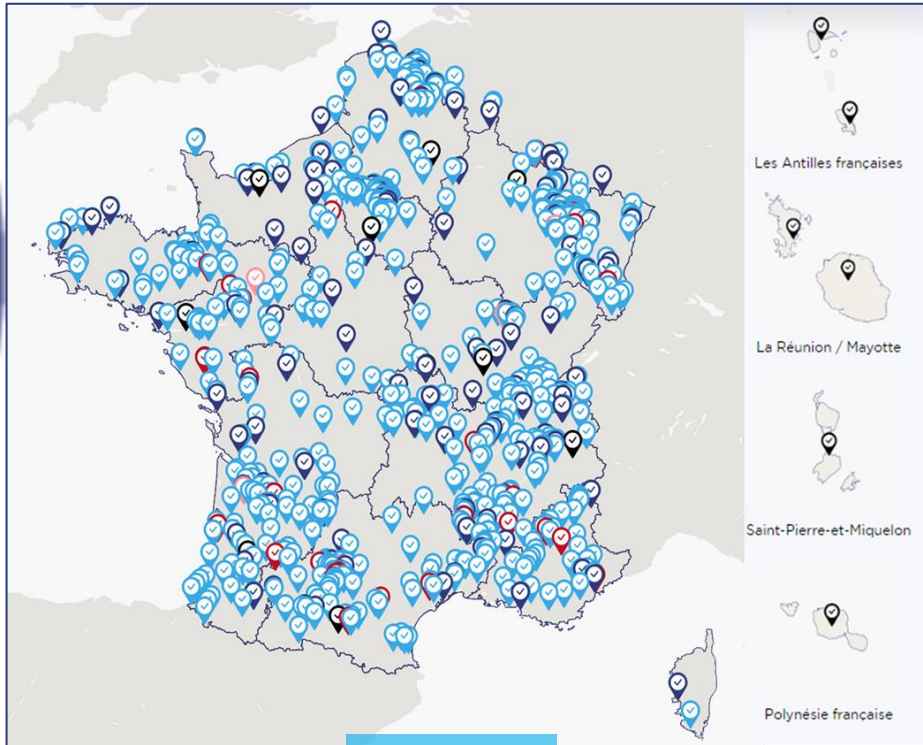 Les Antilles françaises
La Réunion / Mayotte
Saint-Pierre-et-Miquelon
Polynésie française